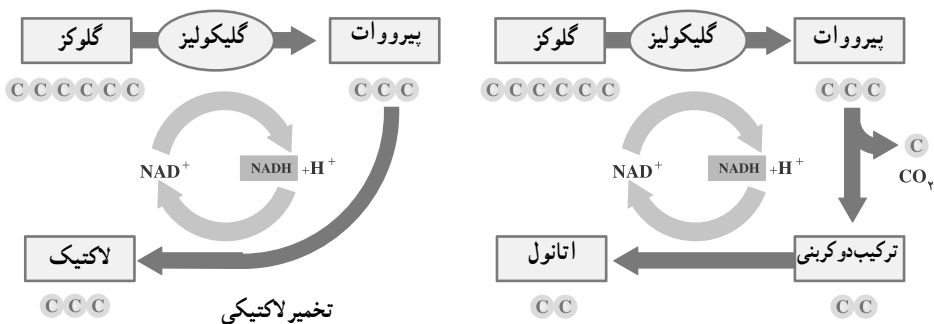 گلوکز گلیکولیز پیرووات
C C C C C C C C C
NAD+ NADH +H+
لاکتیک
C C C
تخمیر لاکتیکی
گلوکز گلیکولیز پیرووات
C C C C C C C C C
C
NAD+ NADH +H+ CO۲
اتانول ترکیب دو کربنی
C C C C